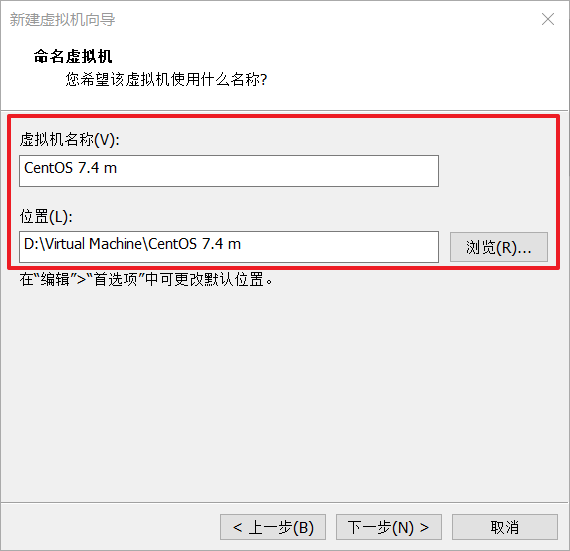 新建虚拟机向导
命名虚拟机
您希望该虚拟机使用什么名称?
虚拟机名称(V):
CentOS 7.4 m
位置(L):
D:\Virtual Machine\CentOS 7.4 m
浏览(R)...
在“编辑”>“首选项”中可更改默认位置。
< 上一步(B)
下一步(N) >
取消